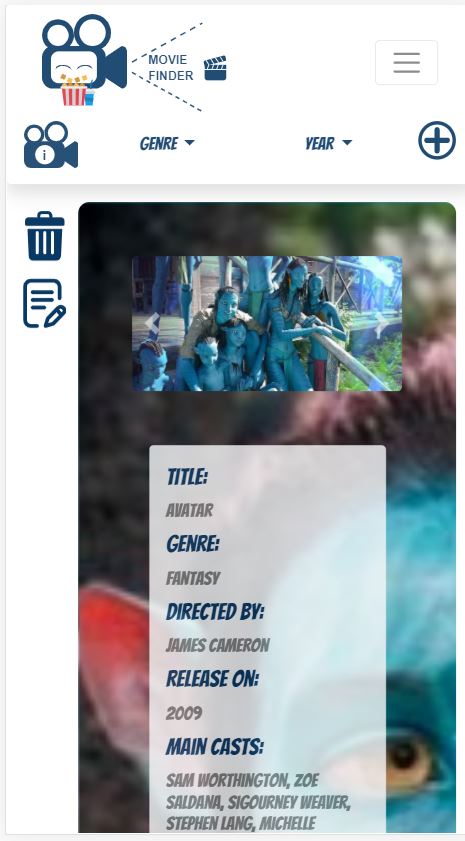 MOVIE
FINDER
i
GENRE
YEAR
TITLE:
AVATAR
GENRE:
FANTASY
DIRECTED BY:
JAMES CAMERON
RELEASE ON:
2009
MAIN CASTS:
SAM WORTHINGTON, ZOE
SALDANA, SIGOURNEY WEAVER,
STEPHEN LANG, MICHELLE